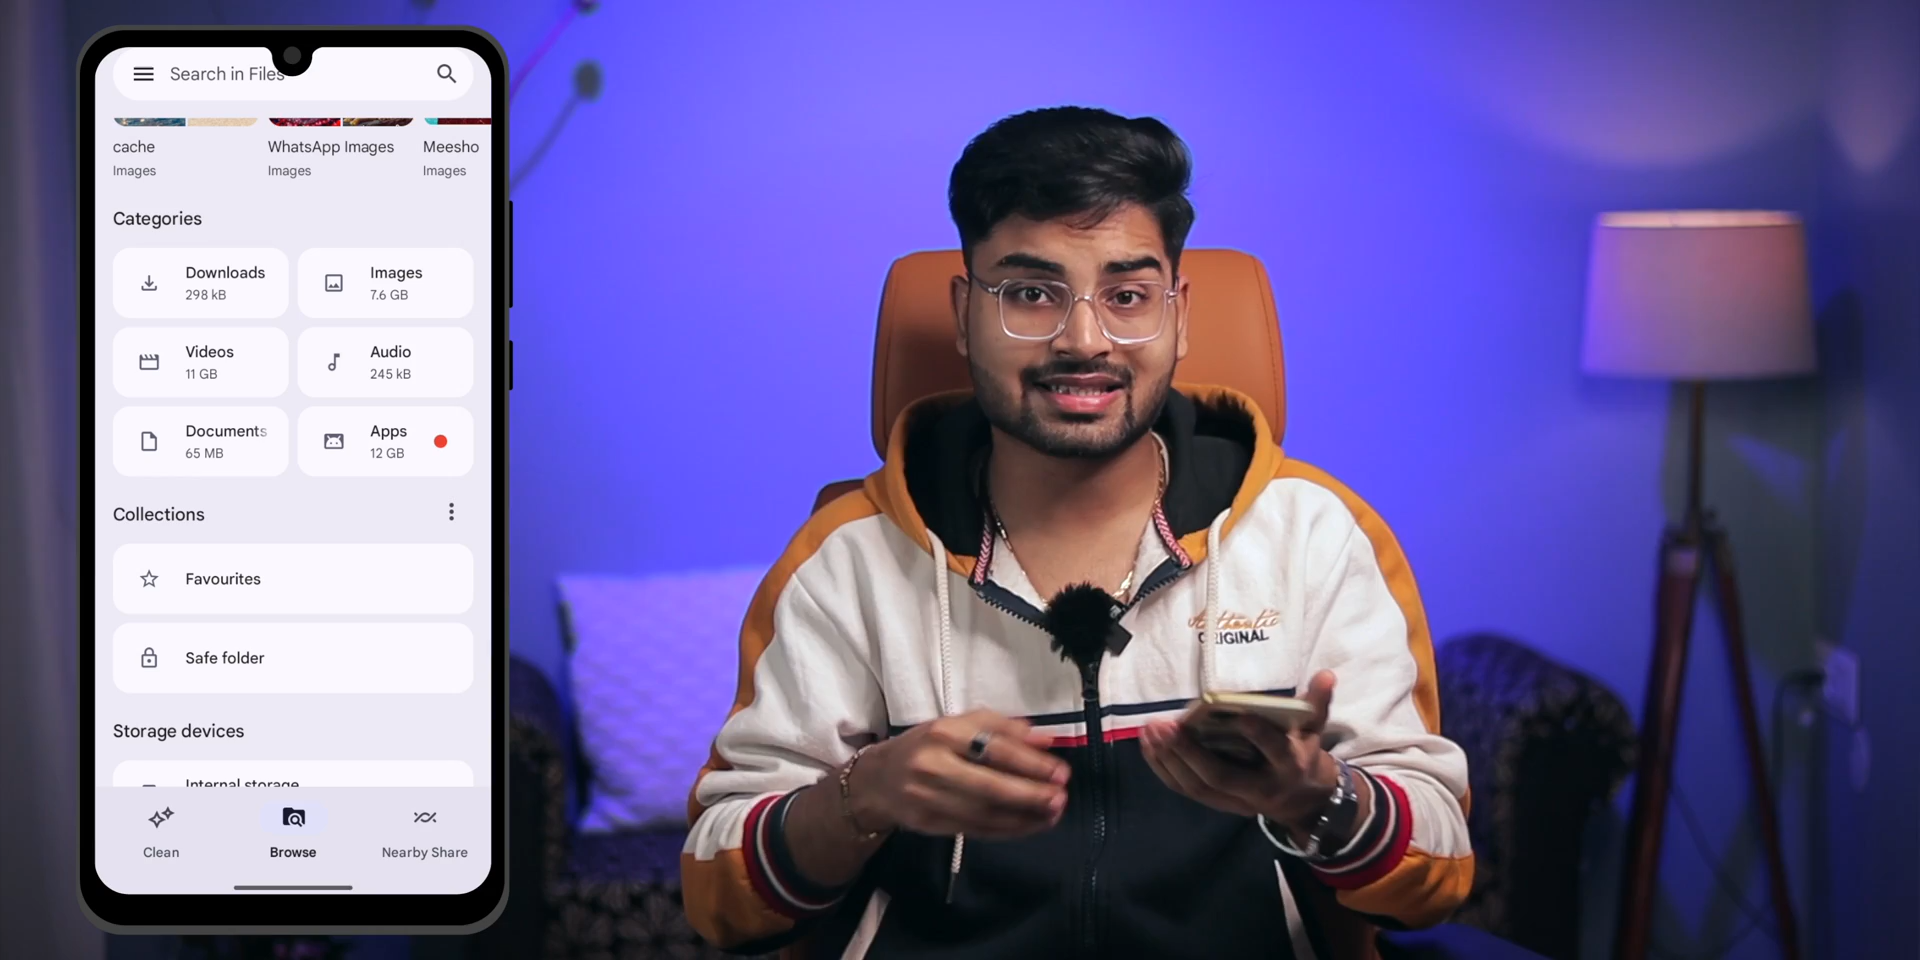 Search in Files
cache
Images
WhatsApp Images
Images
Meesho
Images
Categories
Downloads
298 kB
Images
7.6 GB
Videos
11 GB
Audio
245 kB
Documents
65 MB
Apps
12 GB
Collections
Favourites
Safe folder
Storage devices
Internal storage
Clean
Browse
Nearby Share
Authentic
ORIGINAL